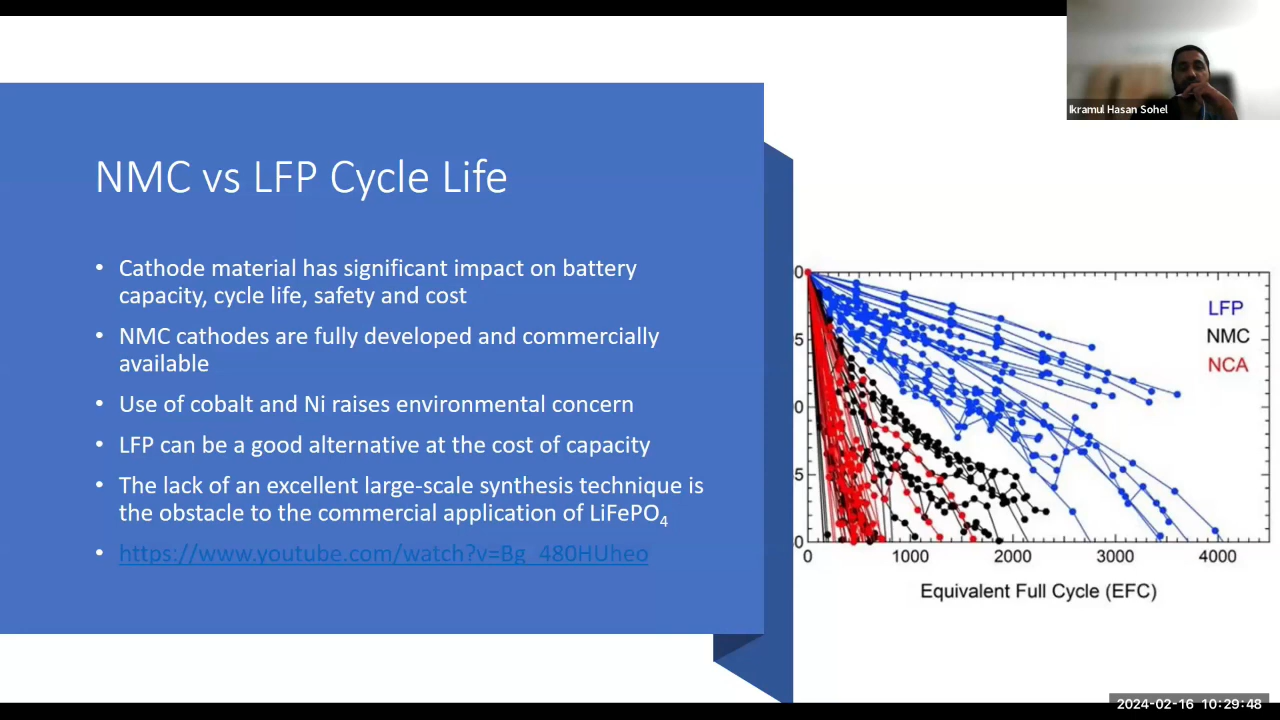 Ikramul Hasan Sohel
NMC vs LFP Cycle Life
• Cathode material has significant impact on battery
capacity, cycle life, safety and cost
• NMC cathodes are fully developed and commercially
available
• Use of cobalt and Ni raises environmental concern
• LFP can be a good alternative at the cost of capacity
• The lack of an excellent large-scale synthesis technique is
the obstacle to the commercial application of LiFePO₄
• https://www.youtube.com/watch?v=Bg_480HUheo
0
5
0
5
0
LFP
NMC
NCA
0 1000 2000 3000 4000
Equivalent Full Cycle (EFC)
2024-02-16 10:29:48